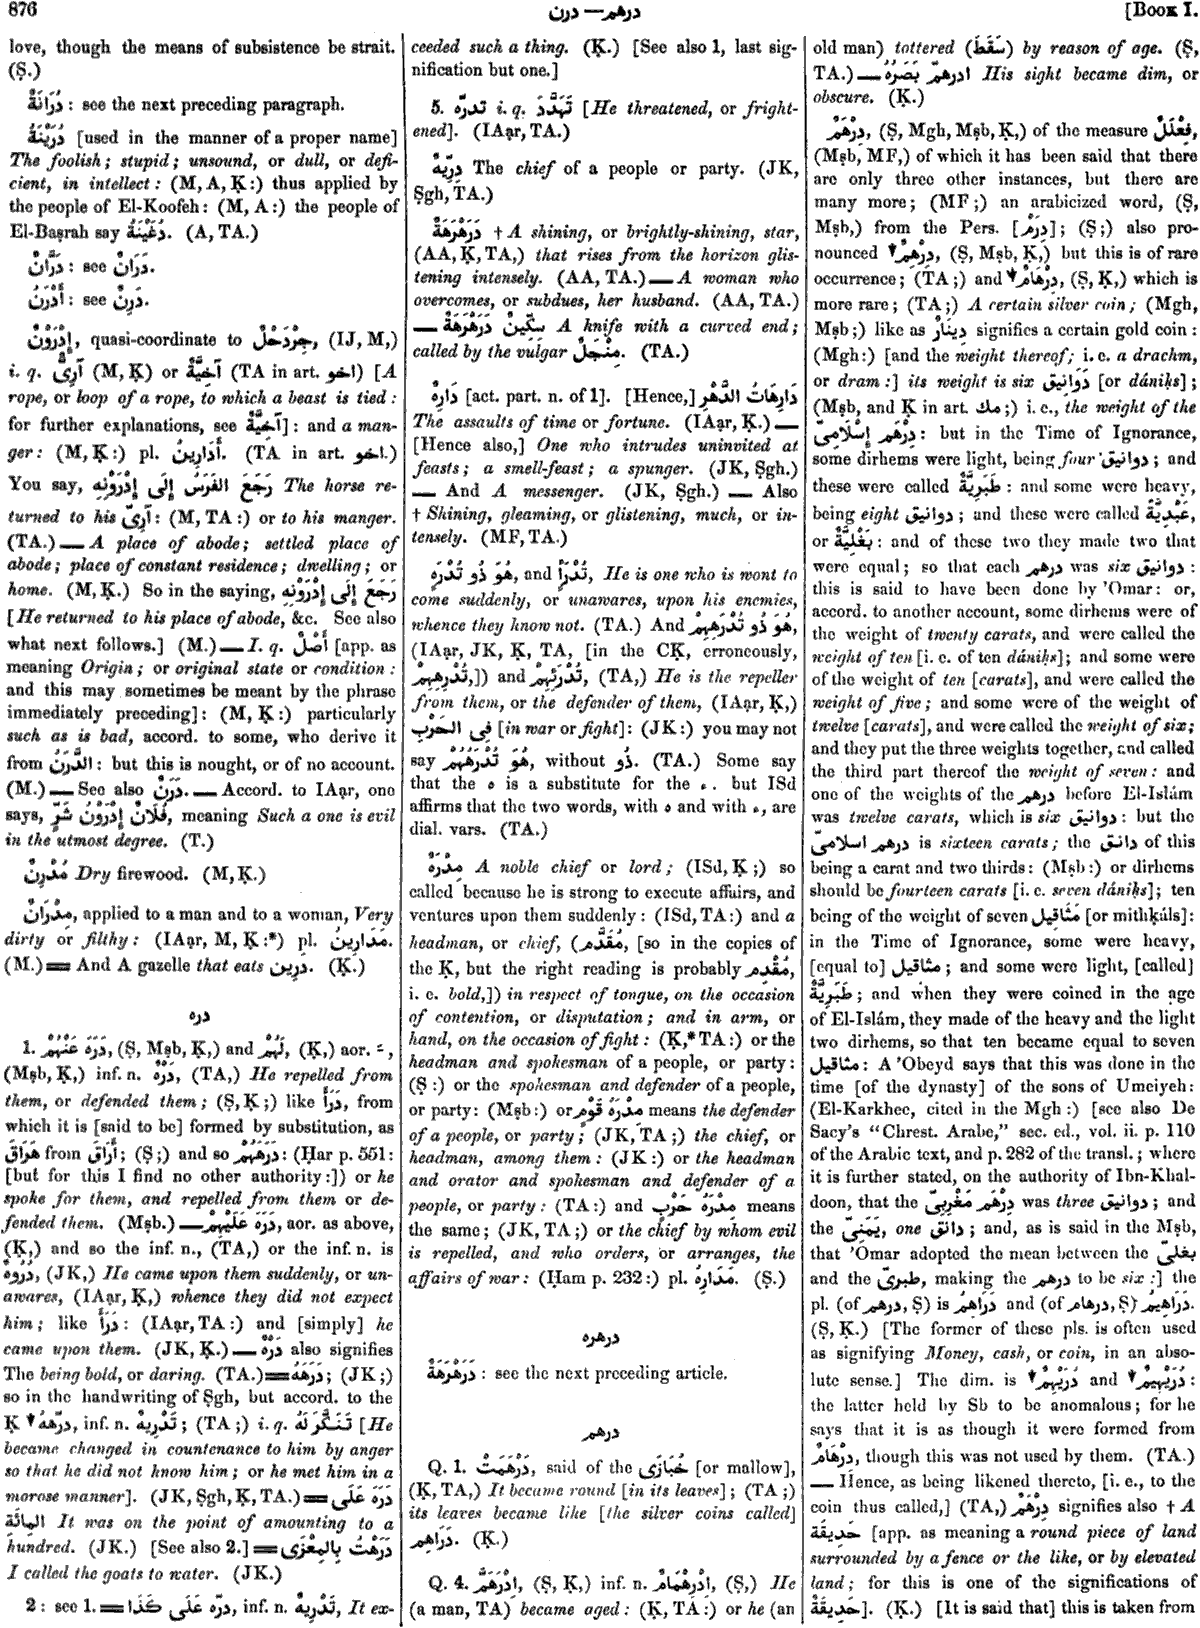 876
درهم — درن
[BOOK I.
love, though the means of subsistence be strait.
(Ṣ.)
دُرَانَةٌ : see the next preceding paragraph.
دُرَيْنَةُ [used in the manner of a proper name]
The foolish; stupid; unsound, or dull, or defi-
cient, in intellect: (M, A, Ḳ:) thus applied by
the people of El-Koofeh: (M, A:) the people of
El-Baṣrah say دُغَيْنَةُ. (A, TA.)
دَرَّانٌ : see دَرَانٌ.
أَدْرَنُ : see دَرِنٌ.
إِدْرَوْنٌ, quasi-coordinate to جِرْدَحْلٌ, (IJ, M,)
i. q. آرِىٌّ (M, Ḳ) or آخِيَّةٌ (TA in art. اخو) [A
rope, or loop of a rope, to which a beast is tied:
for further explanations, see آخِيَّةٌ]: and a man-
ger: (M, Ḳ:) pl. أَدَارِينُ. (TA in art. اخو.)
You say, رَجَعَ الفَرَسُ إِلَى إِدْرَوْنِهِ The horse re-
turned to his آرِىّ: (M, TA:) or to his manger.
(TA.) — A place of abode; settled place of
abode; place of constant residence; dwelling; or
home. (M, Ḳ.) So in the saying, رَجَعَ إِلَى إِدْرَوْنِهِ
[He returned to his place of abode, &c. See also
what next follows.] (M.) — I. q. أَصْلٌ [app. as
meaning Origin; or original state or condition:
and this may sometimes be meant by the phrase
immediately preceding]: (M, Ḳ:) particularly
such as is bad, accord. to some, who derive it
from الدَّرَنُ: but this is nought, or of no account.
(M.) — See also دَرَنٌ. — Accord. to IAạr, one
says, فُلَانٌ إِدْرَوْنُ شَرٍّ, meaning Such a one is evil
in the utmost degree. (T.)
مُدْرِنٌ Dry firewood. (M, Ḳ.)
مِدْرَانٌ, applied to a man and to a woman, Very
dirty or filthy: (IAạr, M, Ḳ:*) pl. مَدَارِينُ.
(M.) = And A gazelle that eats دَرِين. (Ḳ.)
دره
1. دَرَهَ عَنْهُمْ, (Ṣ, Mṣb, Ḳ,) and لَهُمْ, (Ḳ,) aor. ـَ,
(Mṣb, Ḳ,) inf. n. دَرْهٌ, (TA,) He repelled from
them, or defended them; (Ṣ, Ḳ;) like دَرَأَ, from
which it is [said to be] formed by substitution, as
هَرَاقَ from أَرَاقَ; (Ṣ;) and so دَرَهَهُمْ: (Ḥar p. 551:
[but for this I find no other authority:]) or he
spoke for them, and repelled from them or de-
fended them. (Mṣb.) — دَرَهَ عَلَيْهِمْ, aor. as above,
(Ḳ,) and so the inf. n., (TA,) or the inf. n. is
دُرُوهٌ, (JK,) He came upon them suddenly, or un-
awares, (IAạr, Ḳ,) whence they did not expect
him; like دَرَأَ: (IAạr, TA:) and [simply] he
came upon them. (JK, Ḳ.) — دَرْهٌ also signifies
The being bold, or daring. (TA.) = دَرَهَهُ; (JK;)
so in the handwriting of Ṣgh, but accord. to the
Ḳ ▼ درّههُ, inf. n. تَدْرِيهٌ; (TA;) i. q. تَنَكَّرَ لَهُ [He
became changed in countenance to him by anger
so that he did not know him; or he met him in a
morose manner]. (JK, Ṣgh, Ḳ, TA.) = دَرَهَ عَلَى
المِائَةِ It was on the point of amounting to a
hundred. (JK.) [See also 2.] = دَرَهْتُ بِالمِعْزَى
I called the goats to water. (JK.)
2: see 1. = درّه عَلَى كَذَا, inf. n. تَدْرِيهٌ, It ex-
ceeded such a thing. (Ḳ.) [See also 1, last sig-
nification but one.]
5. تدرّه i. q. تَهَدَّدَ [He threatened, or fright-
ened]. (IAạr, TA.)
دِرِّيَّهٌ The chief of a people or party. (JK,
Ṣgh, TA.)
دَرَهْرَهَةٌ † A shining, or brightly-shining, star,
(AA, Ḳ, TA,) that rises from the horizon glis-
tening intensely. (AA, TA.) — A woman who
overcomes, or subdues, her husband. (AA, TA.)
— سِكِّينٌ دَرَهْرَهَةٌ A knife with a curved end;
called by the vulgar مِنْجَلٌ. (TA.)
دَارِهٌ [act. part. n. of 1]. [Hence,] دَارِهَاتُ الدَّهْرِ
The assaults of time or fortune. (IAạr, Ḳ.) —
[Hence also,] One who intrudes uninvited at
feasts; a smell-feast; a spunger. (JK, Ṣgh.)
— And A messenger. (JK, Ṣgh.) — Also
† Shining, gleaming, or glistening, much, or in-
tensely. (MF, TA.)
هُوَ ذُو تُدْرَهٍ, and تُدْرَأٍ, He is one who is wont to
come suddenly, or unawares, upon his enemies,
whence they know not. (TA.) And هُوَ ذُو تُدْرَهِهِمْ,
(IAạr, JK, Ḳ, TA, [in the CḲ, erroneously,
تُدْرِهِهِمْ,]) and تُدْرَئِهِمْ, (TA,) He is the repeller
from them, or the defender of them, (IAạr, Ḳ,)
فِى الحَرْبِ [in war or fight]: (JK:) you may not
say هُوَ تُدْرَهُهُمْ, without ذُو. (TA.) Some say
that the ه is a substitute for the ء. but ISd
affirms that the two words, with ه and with ء, are
dial. vars. (TA.)
مِدْرَهٌ A noble chief or lord; (ISd, Ḳ;) so
called because he is strong to execute affairs, and
ventures upon them suddenly: (ISd, TA:) and a
headman, or chief, (مُقَدَّم, [so in the copies of
the Ḳ, but the right reading is probably مُقْدِم,
i. e. bold,]) in respect of tongue, on the occasion
of contention, or disputation; and in arm, or
hand, on the occasion of fight: (Ḳ,* TA:) or the
headman and spokesman of a people, or party:
(Ṣ:) or the spokesman and defender of a people,
or party: (Mṣb:) or مِدْرَهُ قَوْمٍ means the defender
of a people, or party; (JK, TA;) the chief, or
headman, among them: (JK:) or the headman
and orator and spokesman and defender of a
people, or party: (TA:) and مِدْرَهُ حَرْبٍ means
the same; (JK, TA;) or the chief by whom evil
is repelled, and who orders, or arranges, the
affairs of war: (Ḥam p. 232:) pl. مَدَارِهُ. (Ṣ.)
درهره
دَرَهْرَهَةٌ : see the next preceding article.
درهم
Q. 1. دَرْهَمَتْ, said of the خُبَّازَى [or mallow],
(Ḳ, TA,) It became round [in its leaves]; (TA;)
its leaves became like [the silver coins called]
دَرَاهِم. (Ḳ.)
Q. 4. اِدْرَهَمَّ, (Ṣ, Ḳ,) inf. n. اِدْرِهْمَامٌ, (Ṣ,) He
(a man, TA) became aged: (Ḳ, TA:) or he (an
old man) tottered (سَقَطَ) by reason of age. (Ṣ,
TA.) — ادرهمّ بَصَرُهُ His sight became dim, or
obscure. (Ḳ.)
دِرْهَمٌ, (Ṣ, Mgh, Mṣb, Ḳ,) of the measure فِعْلَلٌ,
(Mṣb, MF,) of which it has been said that there
are only three other instances, but there are
many more; (MF;) an arabicized word, (Ṣ,
Mṣb,) from the Pers. [دِرَمْ]; (Ṣ;) also pro-
nounced ▼ دِرْهِمٌ, (Ṣ, Mṣb, Ḳ,) but this is of rare
occurrence; (TA;) and ▼ دِرْهَامٌ, (Ṣ, Ḳ,) which is
more rare; (TA;) A certain silver coin; (Mgh,
Mṣb;) like as دِينَارٌ signifies a certain gold coin:
(Mgh:) [and the weight thereof; i. e. a drachm,
or dram:] its weight is six دَوَانِيق [or dániḳs];
(Mṣb, and Ḳ in art. مك;) i. e., the weight of the
دِرْهَم إِسْلَامِىّ: but in the Time of Ignorance,
some dirhems were light, being four دوانيق; and
these were called طَبَرِيَّةٌ: and some were heavy,
being eight دوانيق; and these were called عَبْدِيَّةٌ,
or بَغْلِيَّةٌ: and of these two they made two that
were equal; so that each درهم was six دوانيق:
this is said to have been done by 'Omar: or,
accord. to another account, some dirhems were of
the weight of twenty carats, and were called the
weight of ten [i. e. of ten dániḳs]; and some were
of the weight of ten [carats], and were called the
weight of five; and some were of the weight of
twelve [carats], and were called the weight of six;
and they put the three weights together, and called
the third part thereof the weight of seven: and
one of the weights of the درهم before El-Islám
was twelve carats, which is six دوانيق: but the
درهم اسلامىّ is sixteen carats; the دانق of this
being a carat and two thirds: (Mṣb:) or dirhems
should be fourteen carats [i. e. seven dániḳs]; ten
being of the weight of seven مَثَاقِيل [or mithḳáls]:
in the Time of Ignorance, some were heavy,
[equal to] مثاقيل; and some were light, [called]
طَبَرِيَّةٌ; and when they were coined in the age
of El-Islám, they made of the heavy and the light
two dirhems, so that ten became equal to seven
مثاقيل: A 'Obeyd says that this was done in the
time [of the dynasty] of the sons of Umeiyeh:
(El-Karkhee, cited in the Mgh:) [see also De
Sacy's "Chrest. Arabe," sec. ed., vol. ii. p. 110
of the Arabic text, and p. 282 of the transl.; where
it is further stated, on the authority of Ibn-Khal-
doon, that the دِرْهَم مَغْرِبِىّ was three دوانيق; and
the يَمَنِىّ, one دانق; and, as is said in the Mṣb,
that 'Omar adopted the mean between the بغلىّ
and the طبرىّ, making the درهم to be six:] the
pl. (of درهم, Ṣ) is دَرَاهِمُ and (of درهام, Ṣ) دَرَاهِيمُ.
(Ṣ, Ḳ.) [The former of these pls. is often used
as signifying Money, cash, or coin, in an abso-
lute sense.] The dim. is ▼ دُرَيْهِمٌ and ▼ دُرَيْهِيمٌ:
the latter held by Sb to be anomalous; for he
says that it is as though it were formed from
دِرْهَامٌ, though this was not used by them. (TA.)
— Hence, as being likened thereto, [i. e., to the
coin thus called,] (TA,) دِرْهَمٌ signifies also † A
حَدِيقَة [app. as meaning a round piece of land
surrounded by a fence or the like, or by elevated
land; for this is one of the significations of
حَدِيقَةٌ]. (Ḳ.) [It is said that] this is taken from